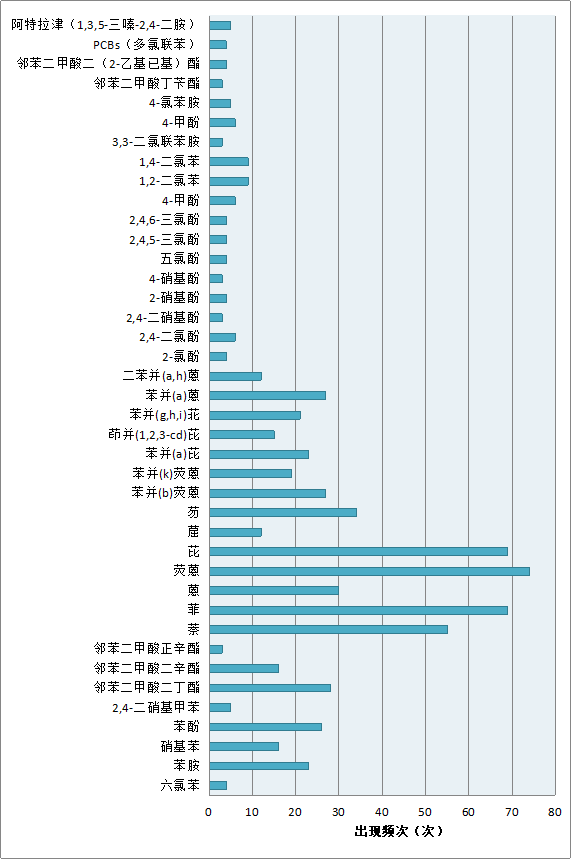 阿特拉津（1,3,5-三嗪-2,4-二胺）
PCBs（多氯联苯）
邻苯二甲酸二（2-乙基已基）酯
邻苯二甲酸丁苄酯
4-氯苯胺
4-甲酚
3,3-二氯联苯胺
1,4-二氯苯
1,2-二氯苯
4-甲酚
2,4,6-三氯酚
2,4,5-三氯酚
五氯酚
4-硝基酚
2-硝基酚
2,4-二硝基酚
2,4-二氯酚
2-氯酚
二苯并(a,h)蒽
苯并(a)蒽
苯并(g,h,i)苝
茚并(1,2,3-cd)芘
苯并(a)芘
苯并(k)荧蒽
苯并(b)荧蒽
芴
䓛
芘
荧蒽
蒽
菲
萘
邻苯二甲酸正辛酯
邻苯二甲酸二辛酯
邻苯二甲酸二丁酯
2,4-二硝基甲苯
苯酚
硝基苯
苯胺
六氯苯
0 10 20 30 40 50 60 70 80
出现频次（次）